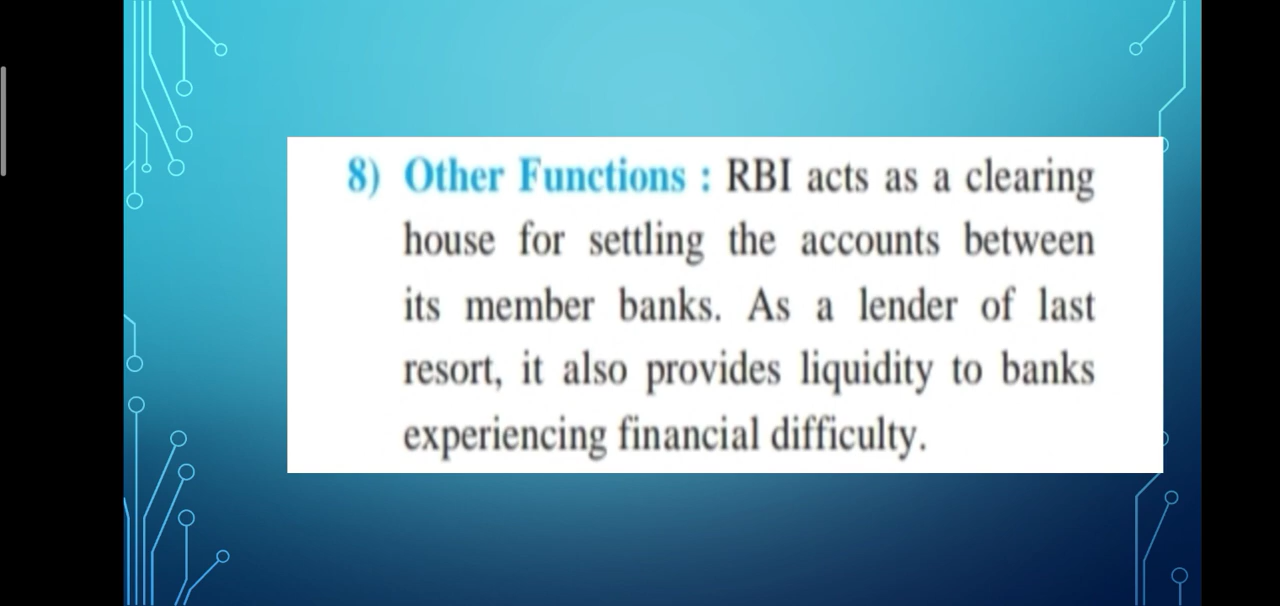 8) Other Functions : RBI acts as a clearing
house for settling the accounts between
its member banks. As a lender of last
resort, it also provides liquidity to banks
experiencing financial difficulty.